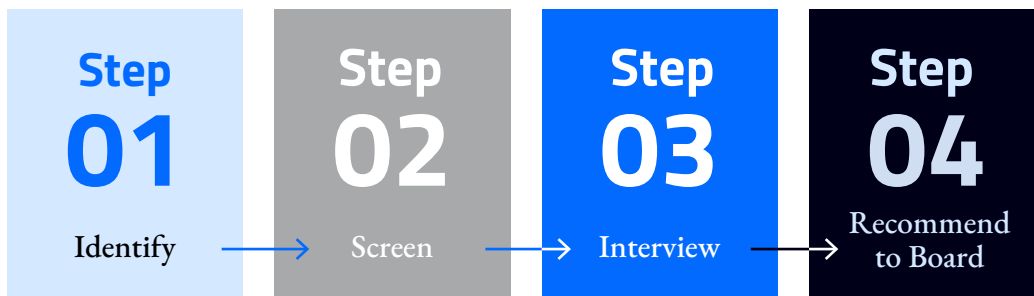 Step
01
Identify
Step
02
Screen
Step
03
Interview
Step
04
Recommend
to Board